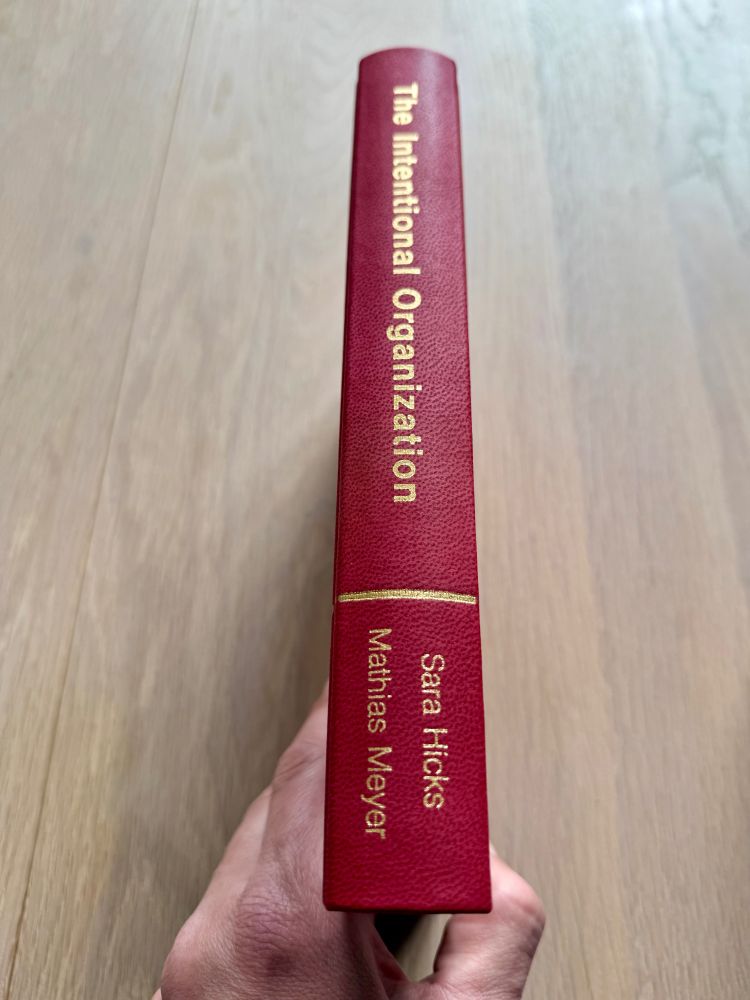 The Intentional Organization
Sara Hicks
Mathias Meyer